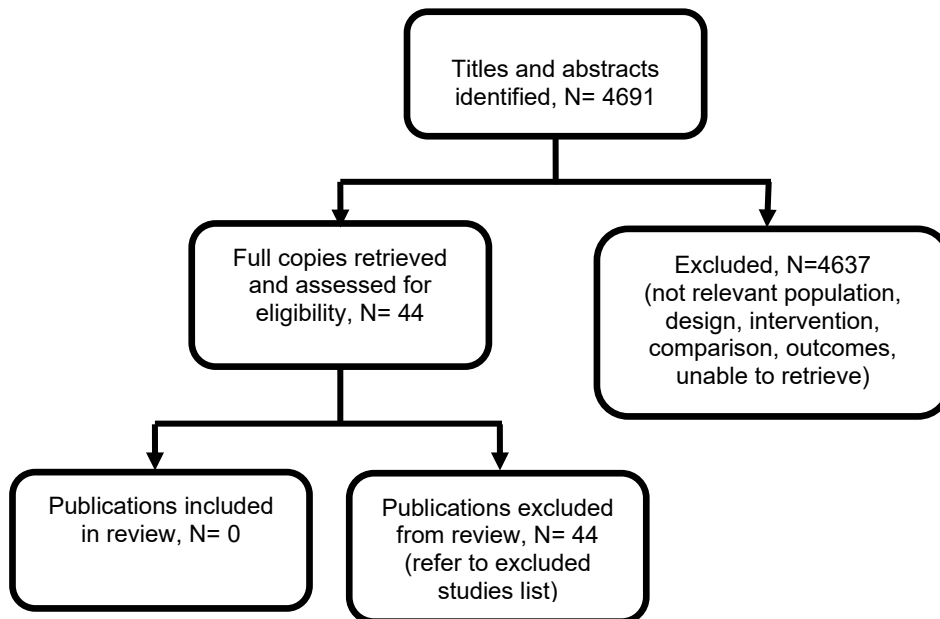 Titles and abstracts
identified, N= 4691
Full copies retrieved
and assessed for
eligibility, N= 44
Excluded, N=4637
(not relevant population,
design, intervention,
comparison, outcomes,
unable to retrieve)
Publications included
in review, N= 0
Publications excluded
from review, N= 44
(refer to excluded
studies list)